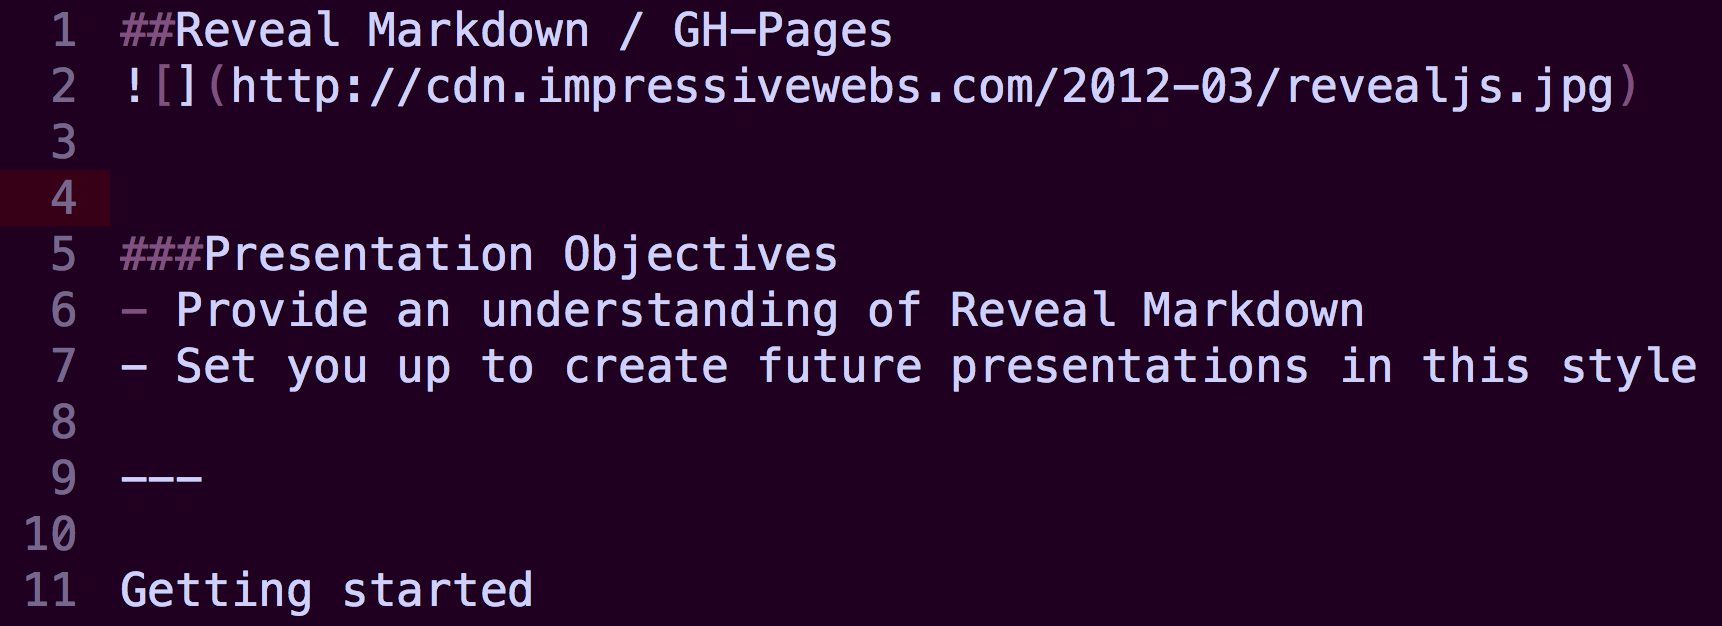 1 ##Reveal Markdown / GH-Pages
2 ![](http://cdn.impressivewebs.com/2012-03/revealjs.jpg)
3
4
5 ###Presentation Objectives
6 - Provide an understanding of Reveal Markdown
7 - Set you up to create future presentations in this style
8
9 ---
10
11 Getting started